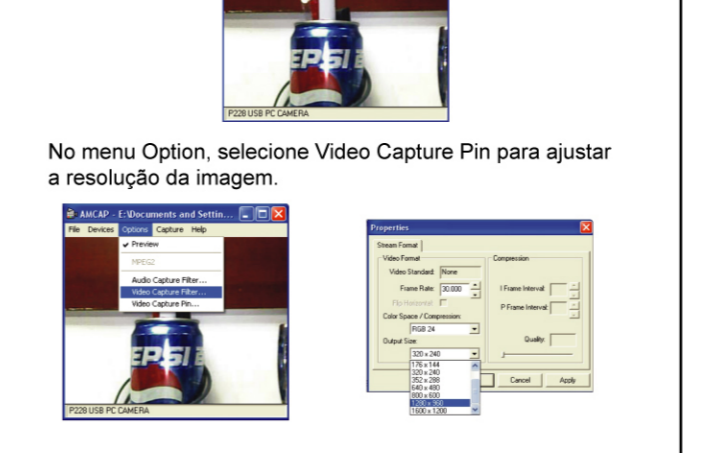 EPSI
P228 USB PC CAMERA
No menu Option, selecione Video Capture Pin para ajustar
a resolução da imagem.
AMCAP - E:\Documents and Settin...
File Devices Options Capture Help
Preview
MPEG2
Audio Capture Filter...
Video Capture Filter...
Video Capture Pin...
EPSI
P228 USB PC CAMERA
Properties
Stream Format
Video Format
Video Standard: None
Frame Rate: 30.000
Flip Horizontal:
Color Space / Compression:
RGB 24
Output Size:
320 x 240
176 x 144
320 x 240
352 x 288
640 x 480
800 x 600
1280 x 960
1600 x 1200
Compression
I Frame Interval:
P Frame Interval:
Quality:
Cancel
Apply